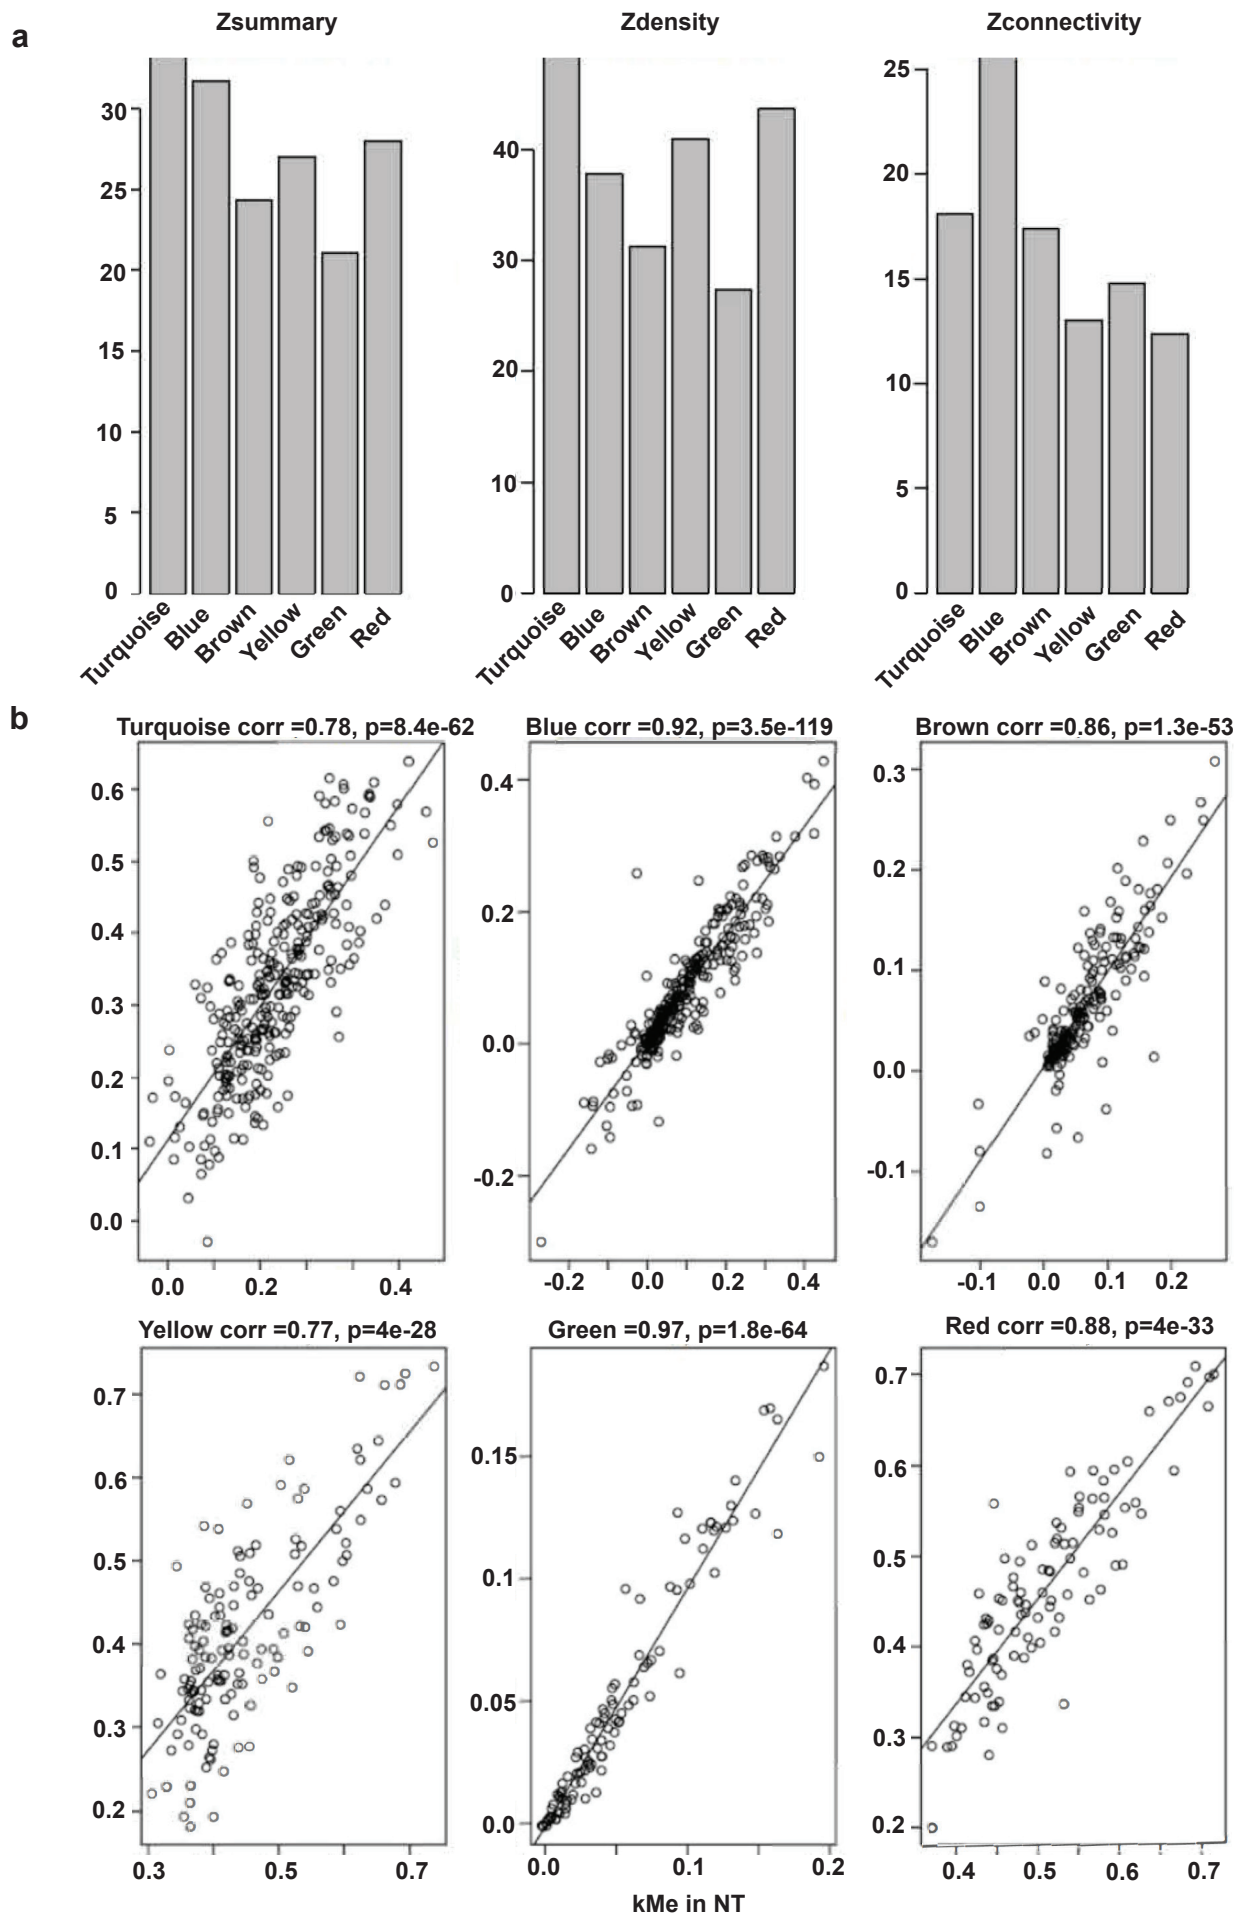 a
Zsummary
Zdensity
Zconnectivity
30
25
20
15
10
5
0
Turquoise
Blue
Brown
Yellow
Green
Red
40
30
20
10
0
Turquoise
Blue
Brown
Yellow
Green
Red
25
20
15
10
5
0
Turquoise
Blue
Brown
Yellow
Green
Red
b
Turquoise corr =0.78, p=8.4e-62
0.6
0.5
0.4
0.3
0.2
0.1
0.0
0.0 0.2 0.4
Blue corr =0.92, p=3.5e-119
0.4
0.2
0.0
-0.2
-0.2 0.0 0.2 0.4
Brown corr =0.86, p=1.3e-53
0.3
0.2
0.1
0.0
-0.1
-0.1 0.0 0.1 0.2
Yellow corr =0.77, p=4e-28
0.7
0.6
0.5
0.4
0.3
0.2
0.3 0.5 0.7
Green =0.97, p=1.8e-64
0.15
0.1
0.05
0.0
0.0 0.1 0.2
Red corr =0.88, p=4e-33
0.7
0.6
0.5
0.4
0.3
0.2
0.4 0.5 0.6 0.7
kMe in NT